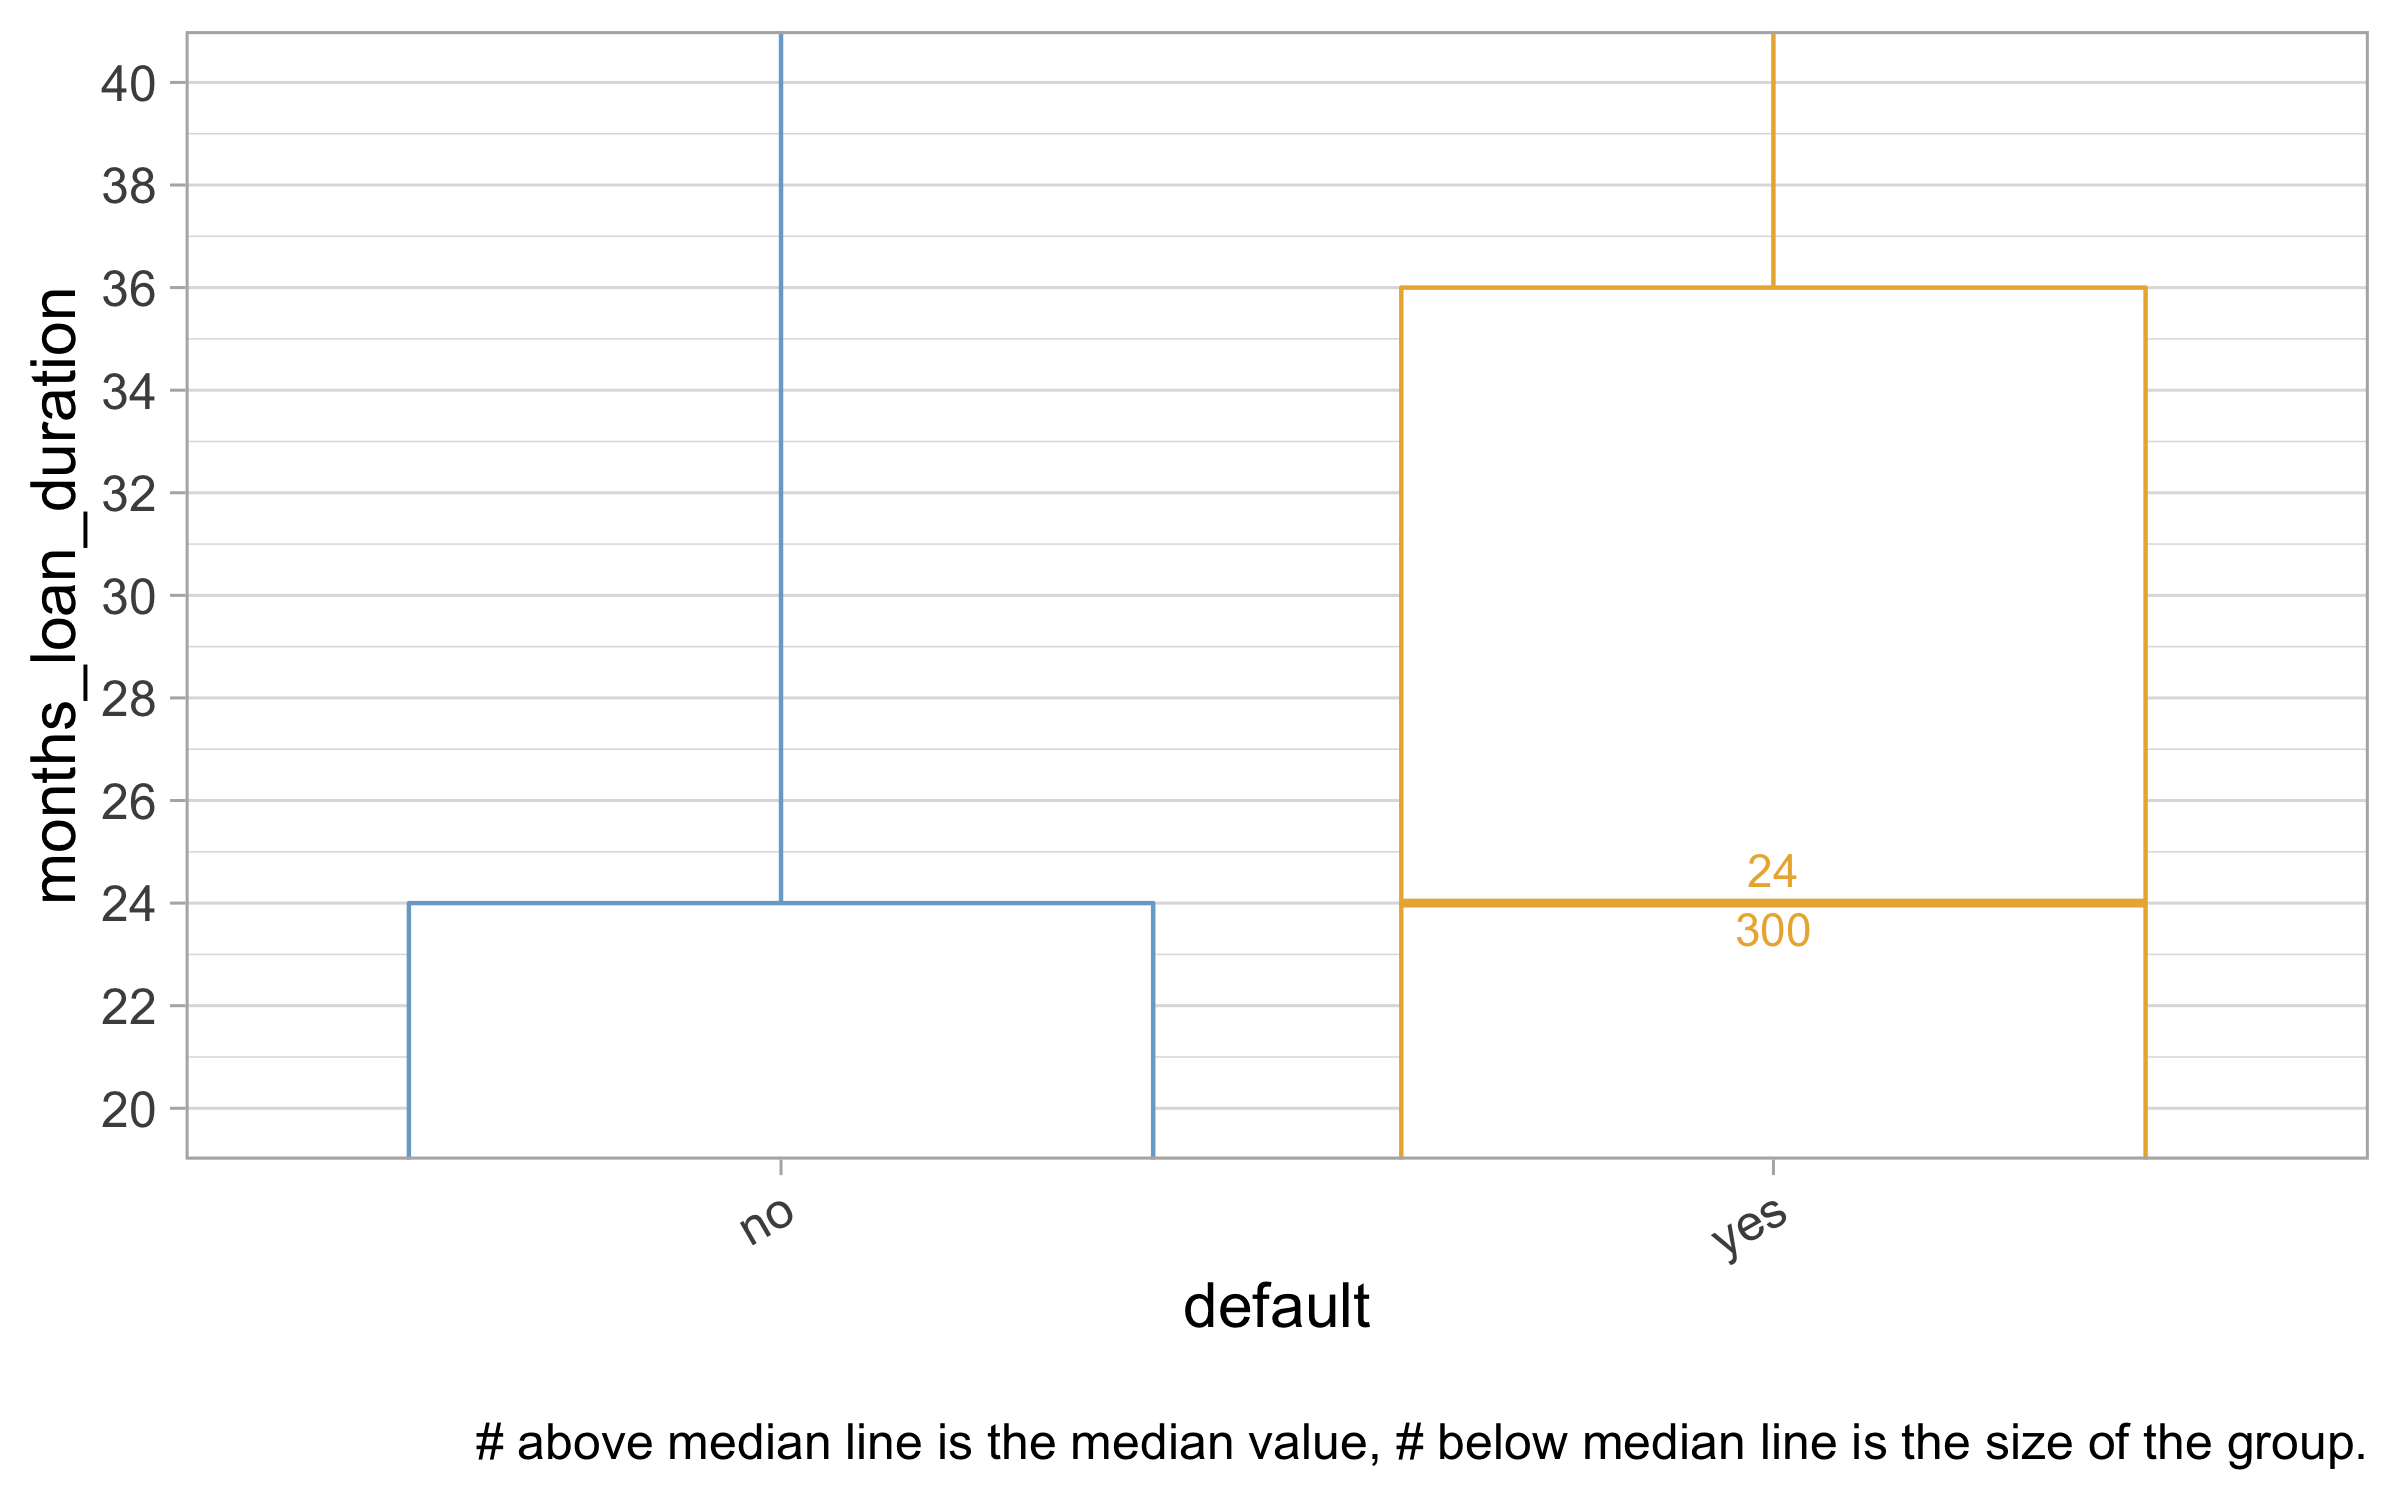 months_loan_duration
40
38
36
34
32
30
28
26
24
22
20
24
300
no
yes
default
# above median line is the median value, # below median line is the size of the group.